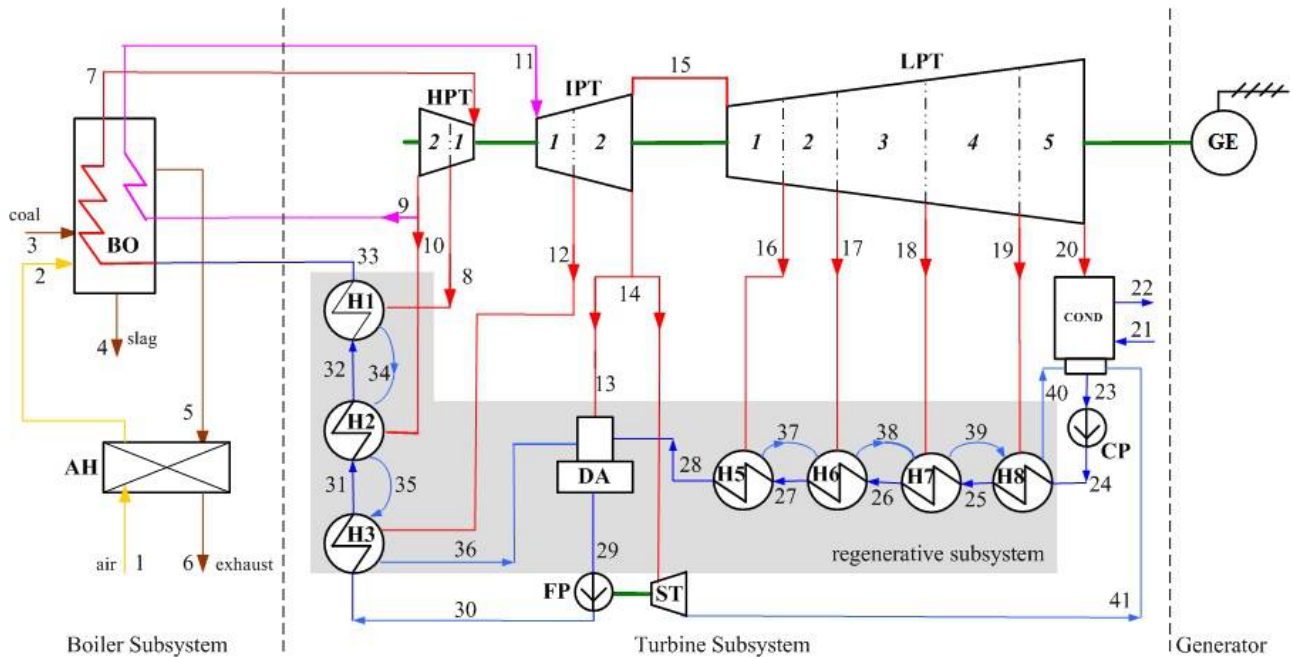 15
LPT
7
11
IPT
HPT
2 1
1 2
1 2 3 4 5
GE
coal
3
BO
2
9
10
8
12
14
16
17
18
19
20
22
COND
21
33
H1
4
slag
32
34
13
40
23
5
H2
37
38
39
CP
AH
31
35
DA
28
H5
H6
H7
H8
24
27
26
25
H3
36
29
regenerative subsystem
air
1
6
exhaust
FP
ST
30
41
Boiler Subsystem
Turbine Subsystem
Generator